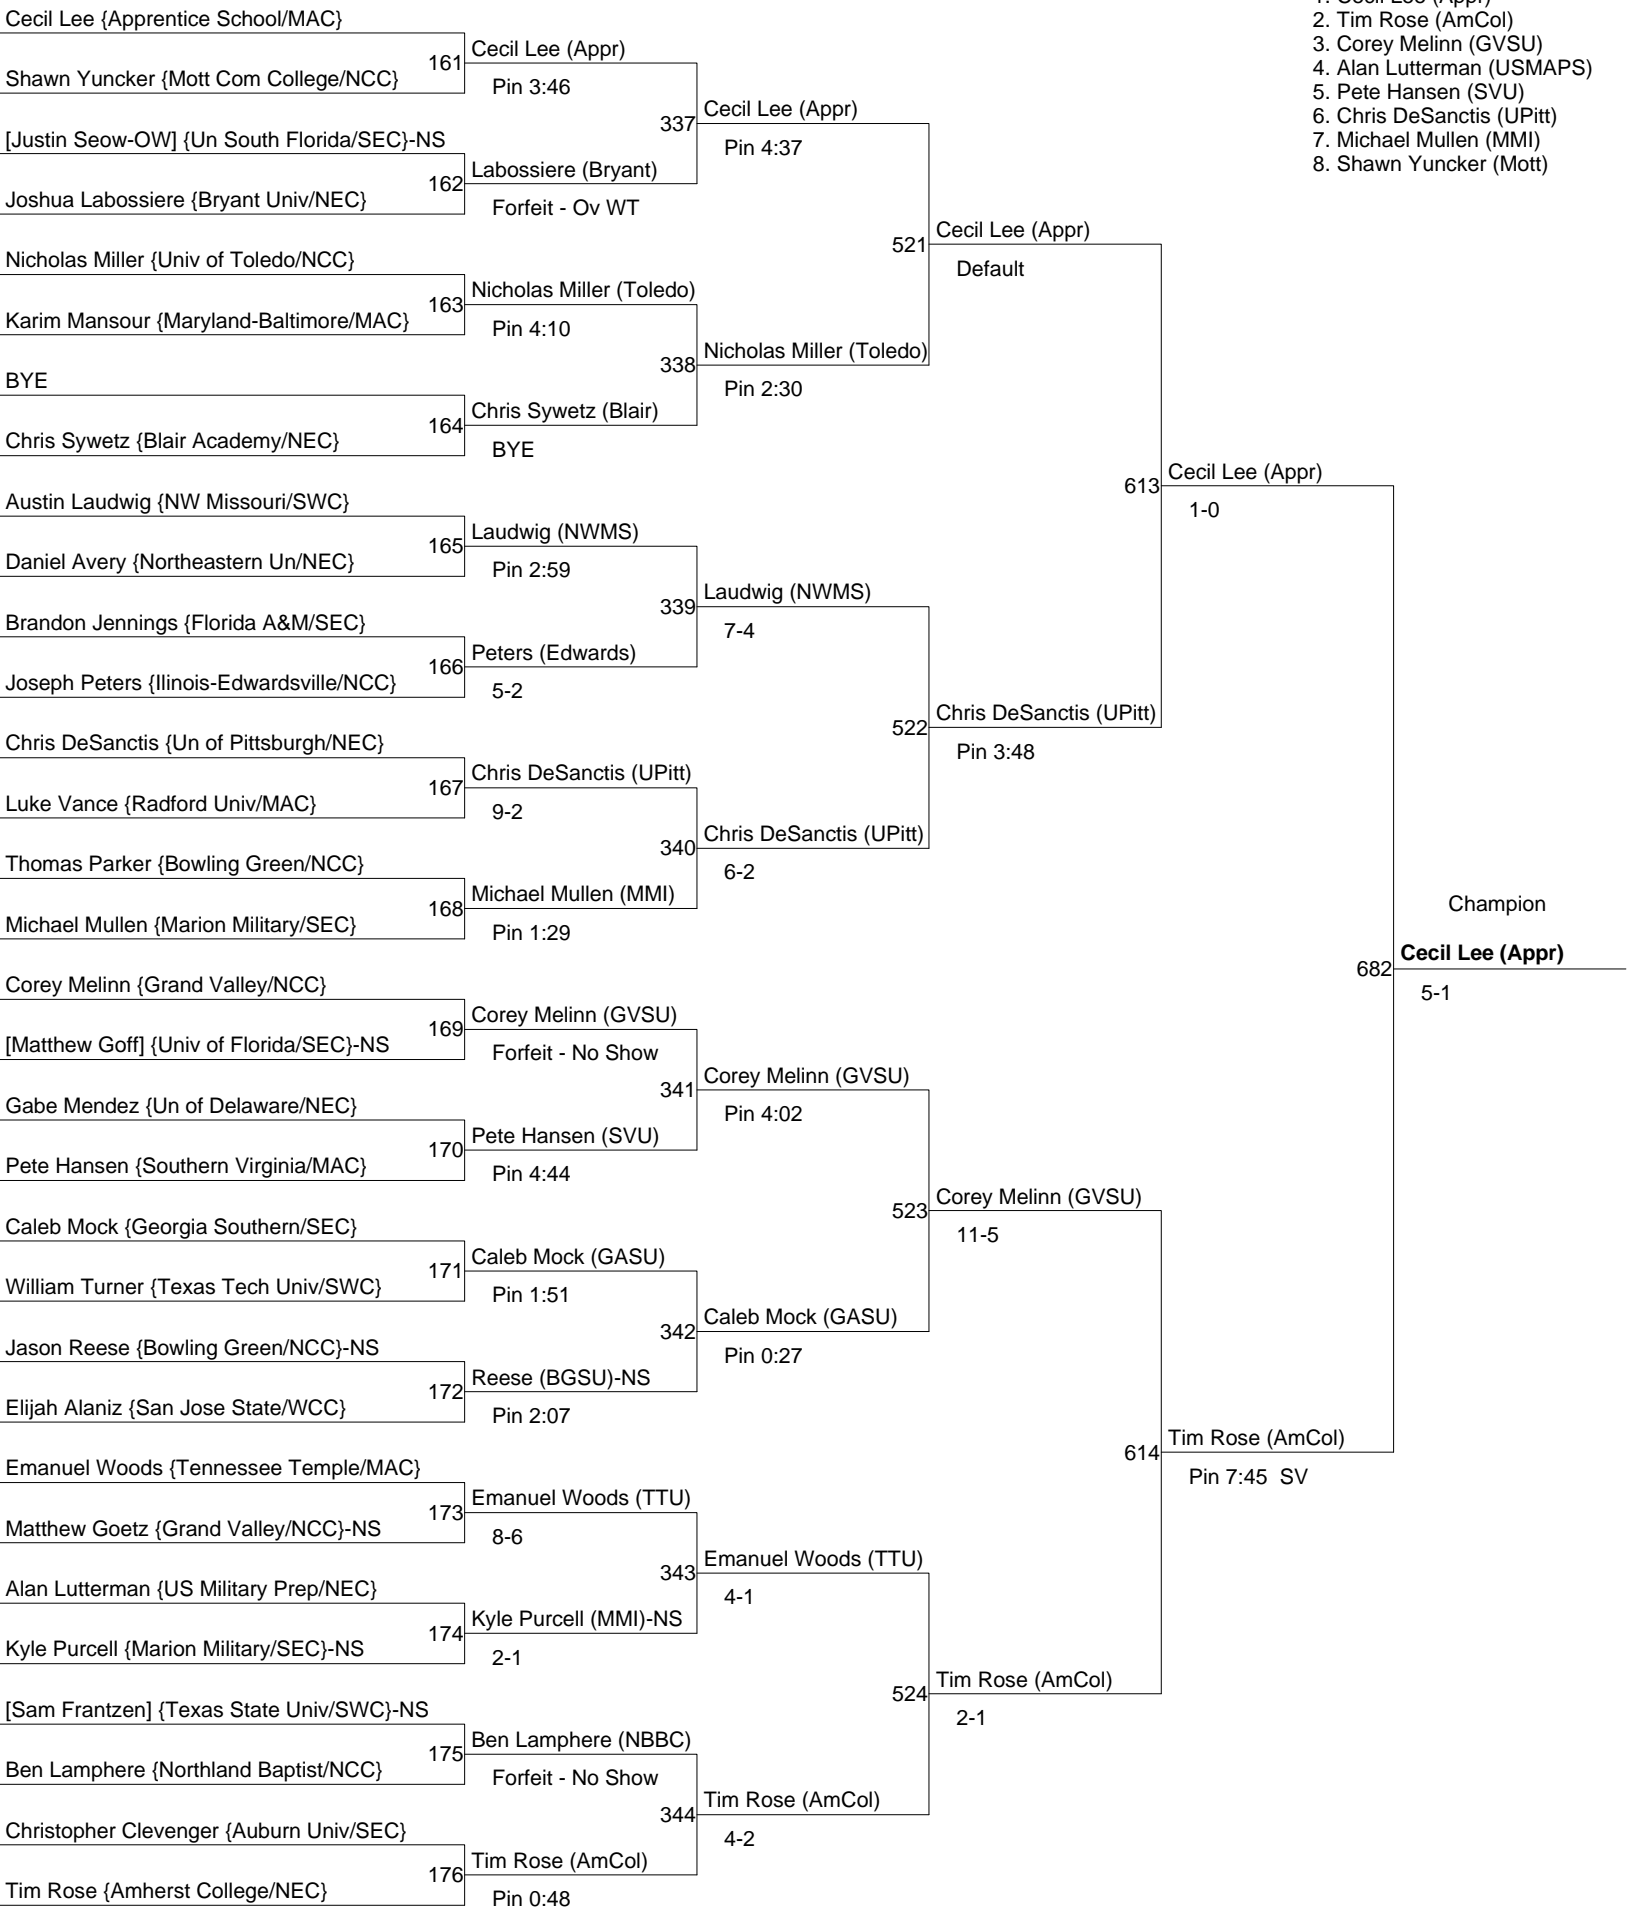 Cecil Lee {Apprentice School/MAC}
161
Cecil Lee (Appr)
Shawn Yuncker {Mott Com College/NCC}
Pin 3:46
337
Cecil Lee (Appr)
Pin 4:37
[Justin Seow-OW] {Un South Florida/SEC}-NS
162
Labossiere (Bryant)
Joshua Labossiere {Bryant Univ/NEC}
Forfeit - Ov WT
521
Cecil Lee (Appr)
Default
Nicholas Miller {Univ of Toledo/NCC}
163
Nicholas Miller (Toledo)
Karim Mansour {Maryland-Baltimore/MAC}
Pin 4:10
338
Nicholas Miller (Toledo)
Pin 2:30
BYE
164
Chris Sywetz (Blair)
Chris Sywetz {Blair Academy/NEC}
BYE
613
Cecil Lee (Appr)
1-0
Austin Laudwig {NW Missouri/SWC}
165
Laudwig (NWMS)
Daniel Avery {Northeastern Un/NEC}
Pin 2:59
339
Laudwig (NWMS)
7-4
Brandon Jennings {Florida A&M/SEC}
166
Peters (Edwards)
Joseph Peters {Ilinois-Edwardsville/NCC}
5-2
522
Chris DeSanctis (UPitt)
Pin 3:48
Chris DeSanctis {Un of Pittsburgh/NEC}
167
Chris DeSanctis (UPitt)
Luke Vance {Radford Univ/MAC}
9-2
340
Chris DeSanctis (UPitt)
6-2
Thomas Parker {Bowling Green/NCC}
168
Michael Mullen (MMI)
Michael Mullen {Marion Military/SEC}
Pin 1:29
Champion
682
Cecil Lee (Appr)
5-1
Corey Melinn {Grand Valley/NCC}
169
Corey Melinn (GVSU)
[Matthew Goff] {Univ of Florida/SEC}-NS
Forfeit - No Show
341
Corey Melinn (GVSU)
Pin 4:02
Gabe Mendez {Un of Delaware/NEC}
170
Pete Hansen (SVU)
Pete Hansen {Southern Virginia/MAC}
Pin 4:44
523
Corey Melinn (GVSU)
11-5
Caleb Mock {Georgia Southern/SEC}
171
Caleb Mock (GASU)
William Turner {Texas Tech Univ/SWC}
Pin 1:51
342
Caleb Mock (GASU)
Pin 0:27
Jason Reese {Bowling Green/NCC}-NS
172
Reese (BGSU)-NS
Elijah Alaniz {San Jose State/WCC}
Pin 2:07
614
Tim Rose (AmCol)
Pin 7:45 SV
Emanuel Woods {Tennessee Temple/MAC}
173
Emanuel Woods (TTU)
Matthew Goetz {Grand Valley/NCC}-NS
8-6
343
Emanuel Woods (TTU)
4-1
Alan Lutterman {US Military Prep/NEC}
174
Kyle Purcell (MMI)-NS
Kyle Purcell {Marion Military/SEC}-NS
2-1
524
Tim Rose (AmCol)
2-1
[Sam Frantzen] {Texas State Univ/SWC}-NS
175
Ben Lamphere (NBBC)
Ben Lamphere {Northland Baptist/NCC}
Forfeit - No Show
344
Tim Rose (AmCol)
4-2
Christopher Clevenger {Auburn Univ/SEC}
176
Tim Rose (AmCol)
Tim Rose {Amherst College/NEC}
Pin 0:48
1. Cecil Lee (Appr)
2. Tim Rose (AmCol)
3. Corey Melinn (GVSU)
4. Alan Lutterman (USMAPS)
5. Pete Hansen (SVU)
6. Chris DeSanctis (UPitt)
7. Michael Mullen (MMI)
8. Shawn Yuncker (Mott)